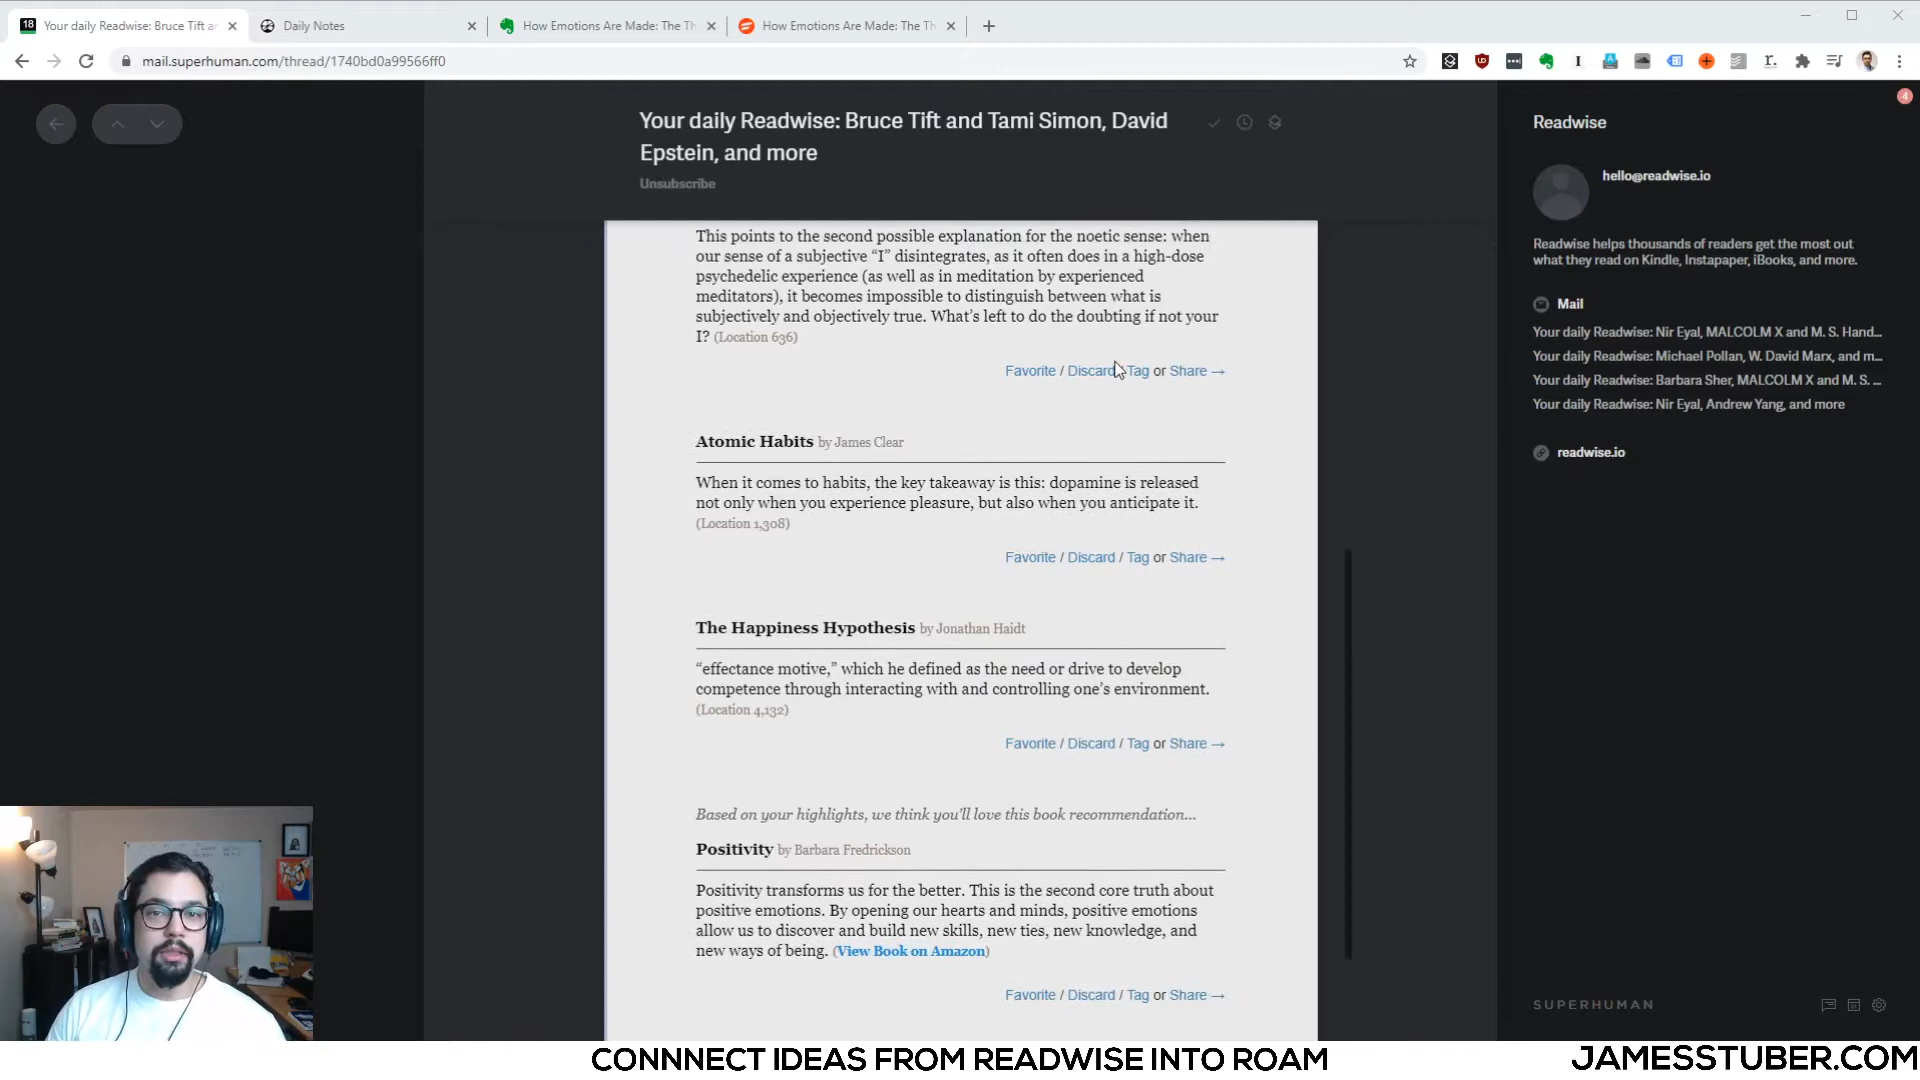 18 Your daily Readwise: Bruce Tift a
Daily Notes
How Emotions Are Made: The Th
How Emotions Are Made: The Th
mail.superhuman.com/thread/1740bd0a99566ff0
4
Your daily Readwise: Bruce Tift and Tami Simon, David
Epstein, and more
Unsubscribe
This points to the second possible explanation for the noetic sense: when
our sense of a subjective “I” disintegrates, as it often does in a high-dose
psychedelic experience (as well as in meditation by experienced
meditators), it becomes impossible to distinguish between what is
subjectively and objectively true. What’s left to do the doubting if not your
I? (Location 636)
Favorite / Discard / Tag or Share →
Atomic Habits by James Clear
When it comes to habits, the key takeaway is this: dopamine is released
not only when you experience pleasure, but also when you anticipate it.
(Location 1,308)
Favorite / Discard / Tag or Share →
The Happiness Hypothesis by Jonathan Haidt
“effectance motive,” which he defined as the need or drive to develop
competence through interacting with and controlling one’s environment.
(Location 4,132)
Favorite / Discard / Tag or Share →
Based on your highlights, we think you’ll love this book recommendation...
Positivity by Barbara Fredrickson
Positivity transforms us for the better. This is the second core truth about
positive emotions. By opening our hearts and minds, positive emotions
allow us to discover and build new skills, new ties, new knowledge, and
new ways of being. (View Book on Amazon)
Favorite / Discard / Tag or Share →
Readwise
hello@readwise.io
Readwise helps thousands of readers get the most out
what they read on Kindle, Instapaper, iBooks, and more.
Mail
Your daily Readwise: Nir Eyal, MALCOLM X and M. S. Hand...
Your daily Readwise: Michael Pollan, W. David Marx, and m...
Your daily Readwise: Barbara Sher, MALCOLM X and M. S. ...
Your daily Readwise: Nir Eyal, Andrew Yang, and more
readwise.io
SUPERHUMAN
CONNNECT IDEAS FROM READWISE INTO ROAM
JAMESSTUBER.COM